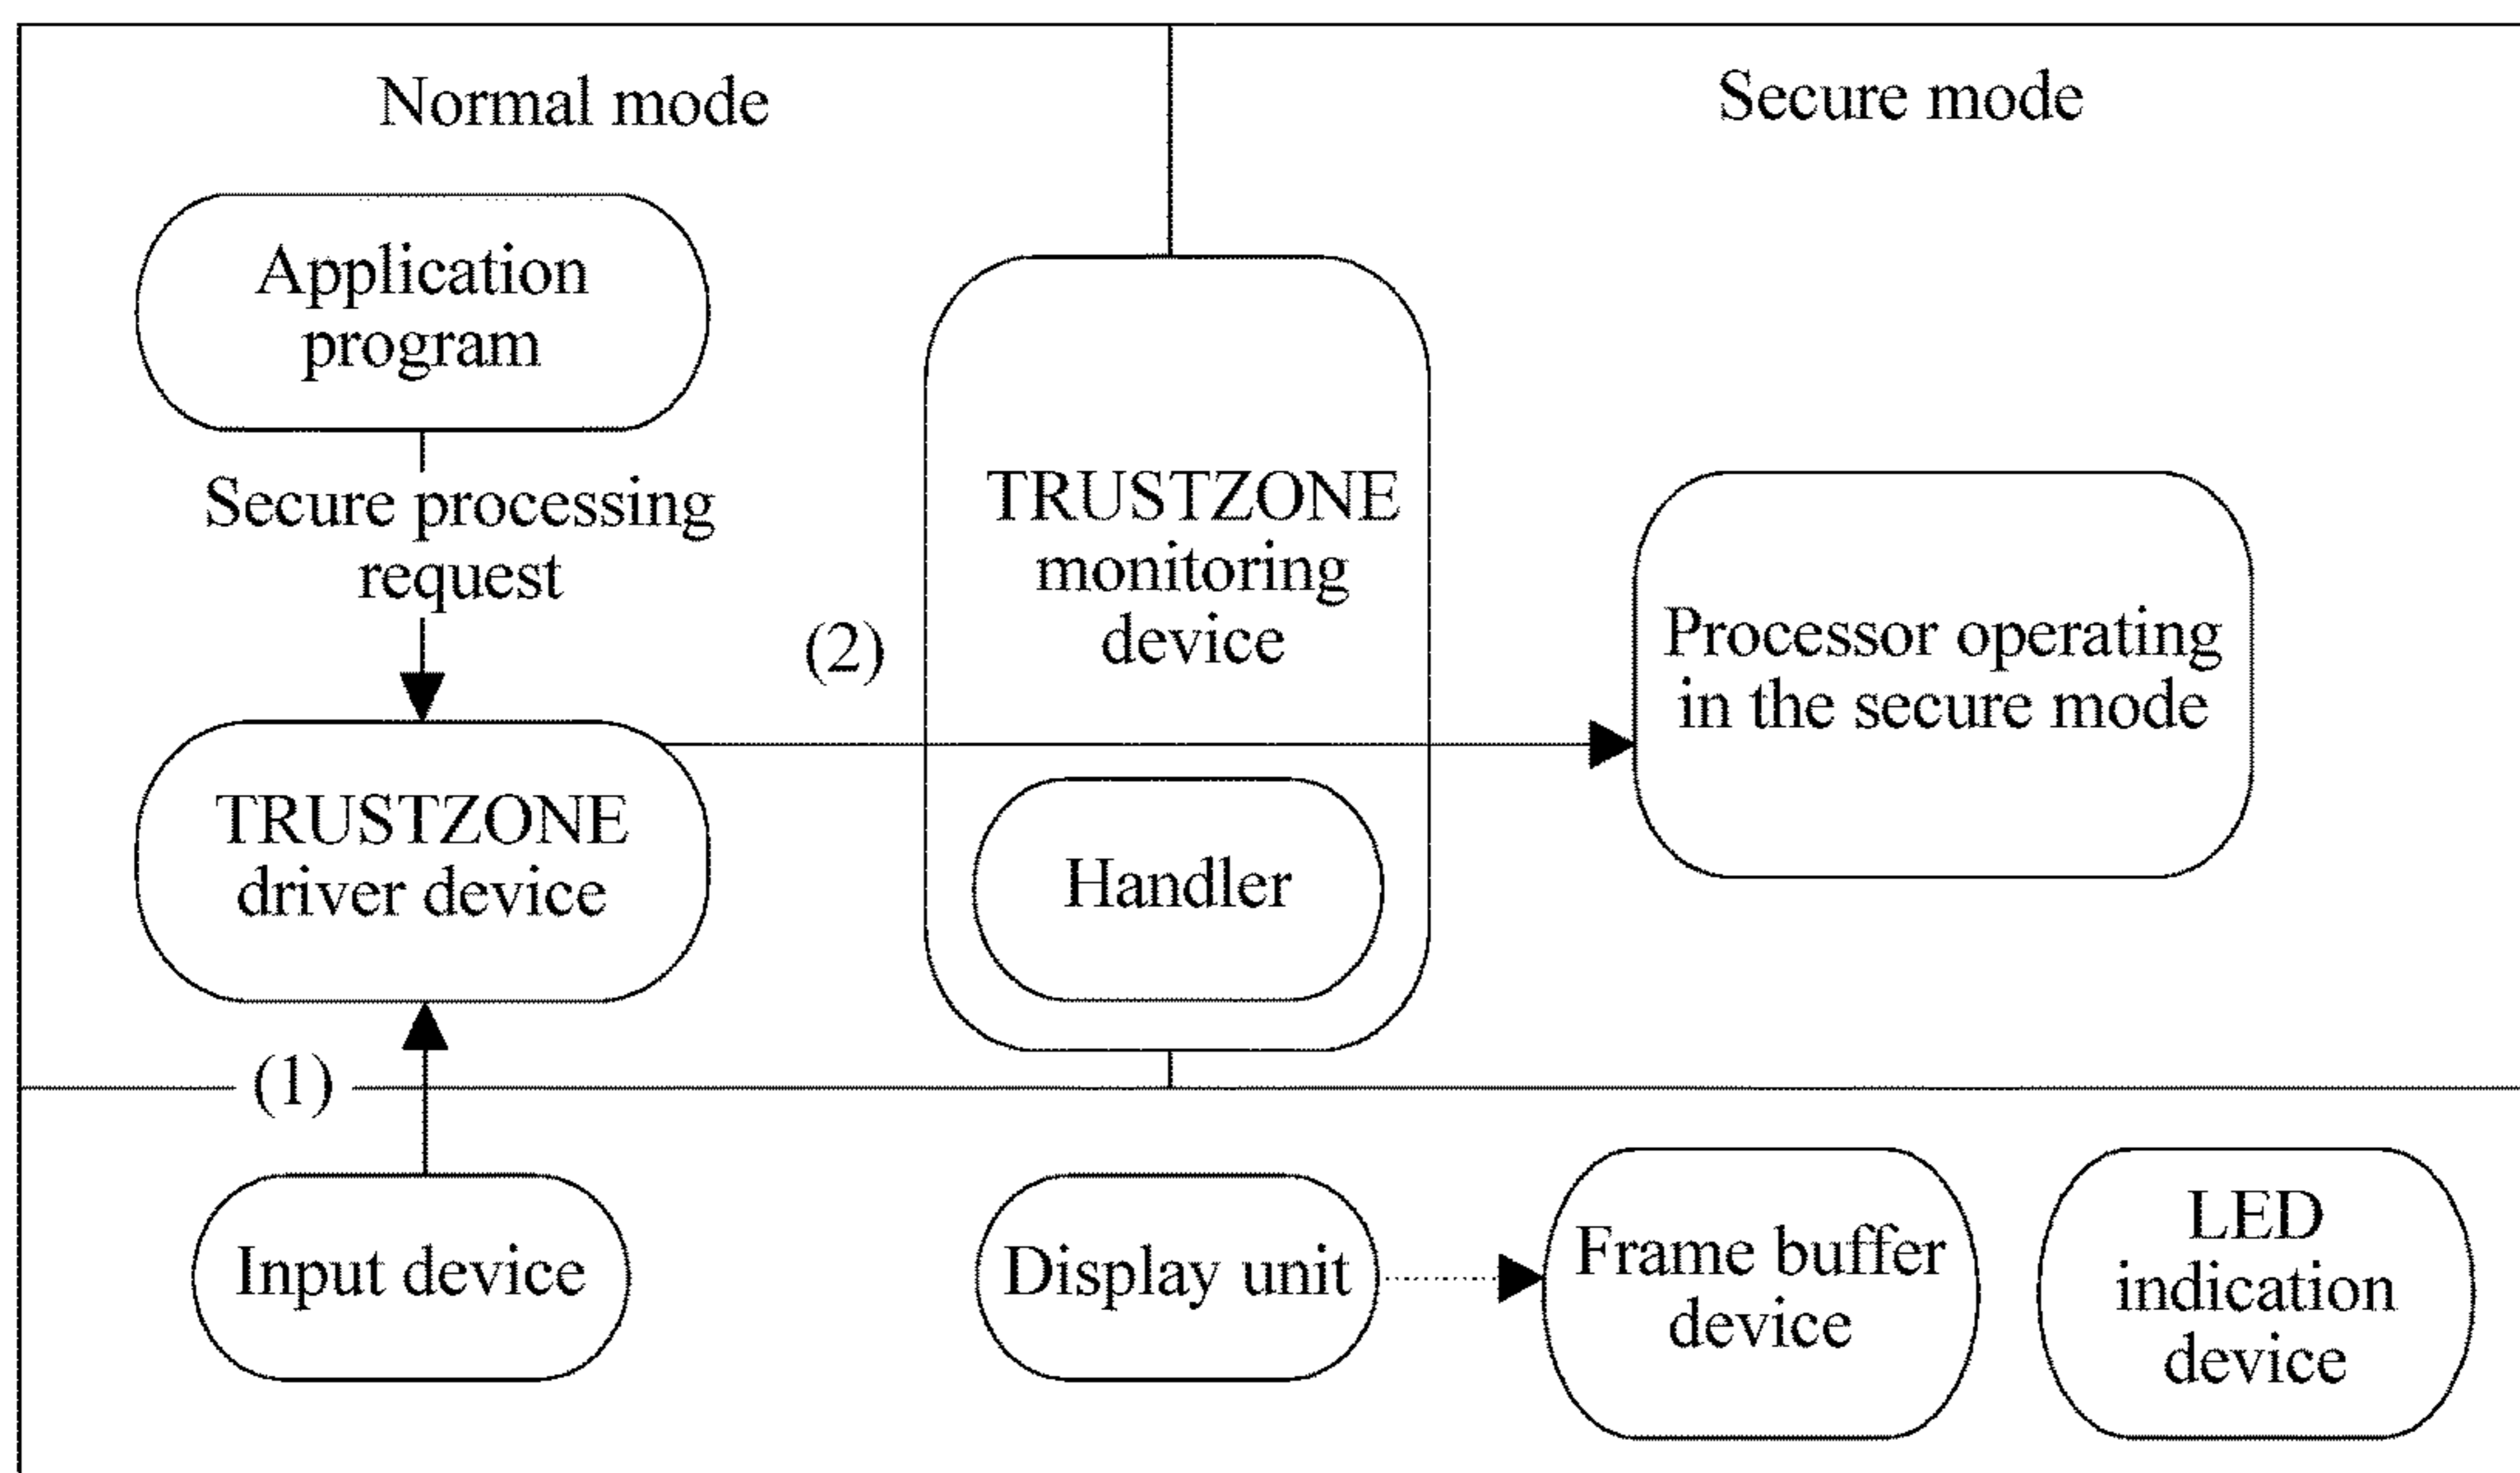 Normal mode
Secure mode
Application
program
Secure processing
request
TRUSTZONE
monitoring
device
(2)
Processor operating
in the secure mode
TRUSTZONE
driver device
Handler
(1)
Input device
Display unit
Frame buffer
device
LED
indication
device